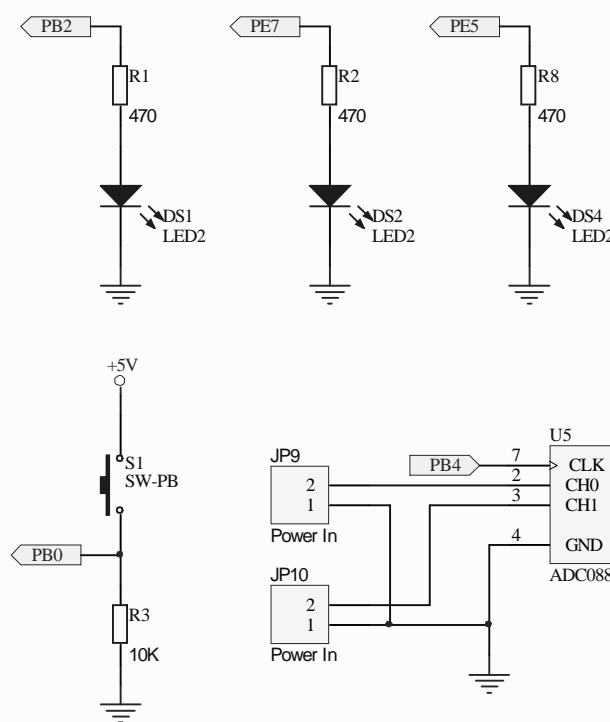 PB2
R1
470
DS1
LED2
PE7
R2
470
DS2
LED2
PE5
R8
470
DS4
LED2
+5V
S1
SW-PB
PB0
R3
10K
JP9
2
1
Power In
JP10
2
1
Power In
PB4
U5
7 CLK
2 CH0
3 CH1
4 GND
ADC088